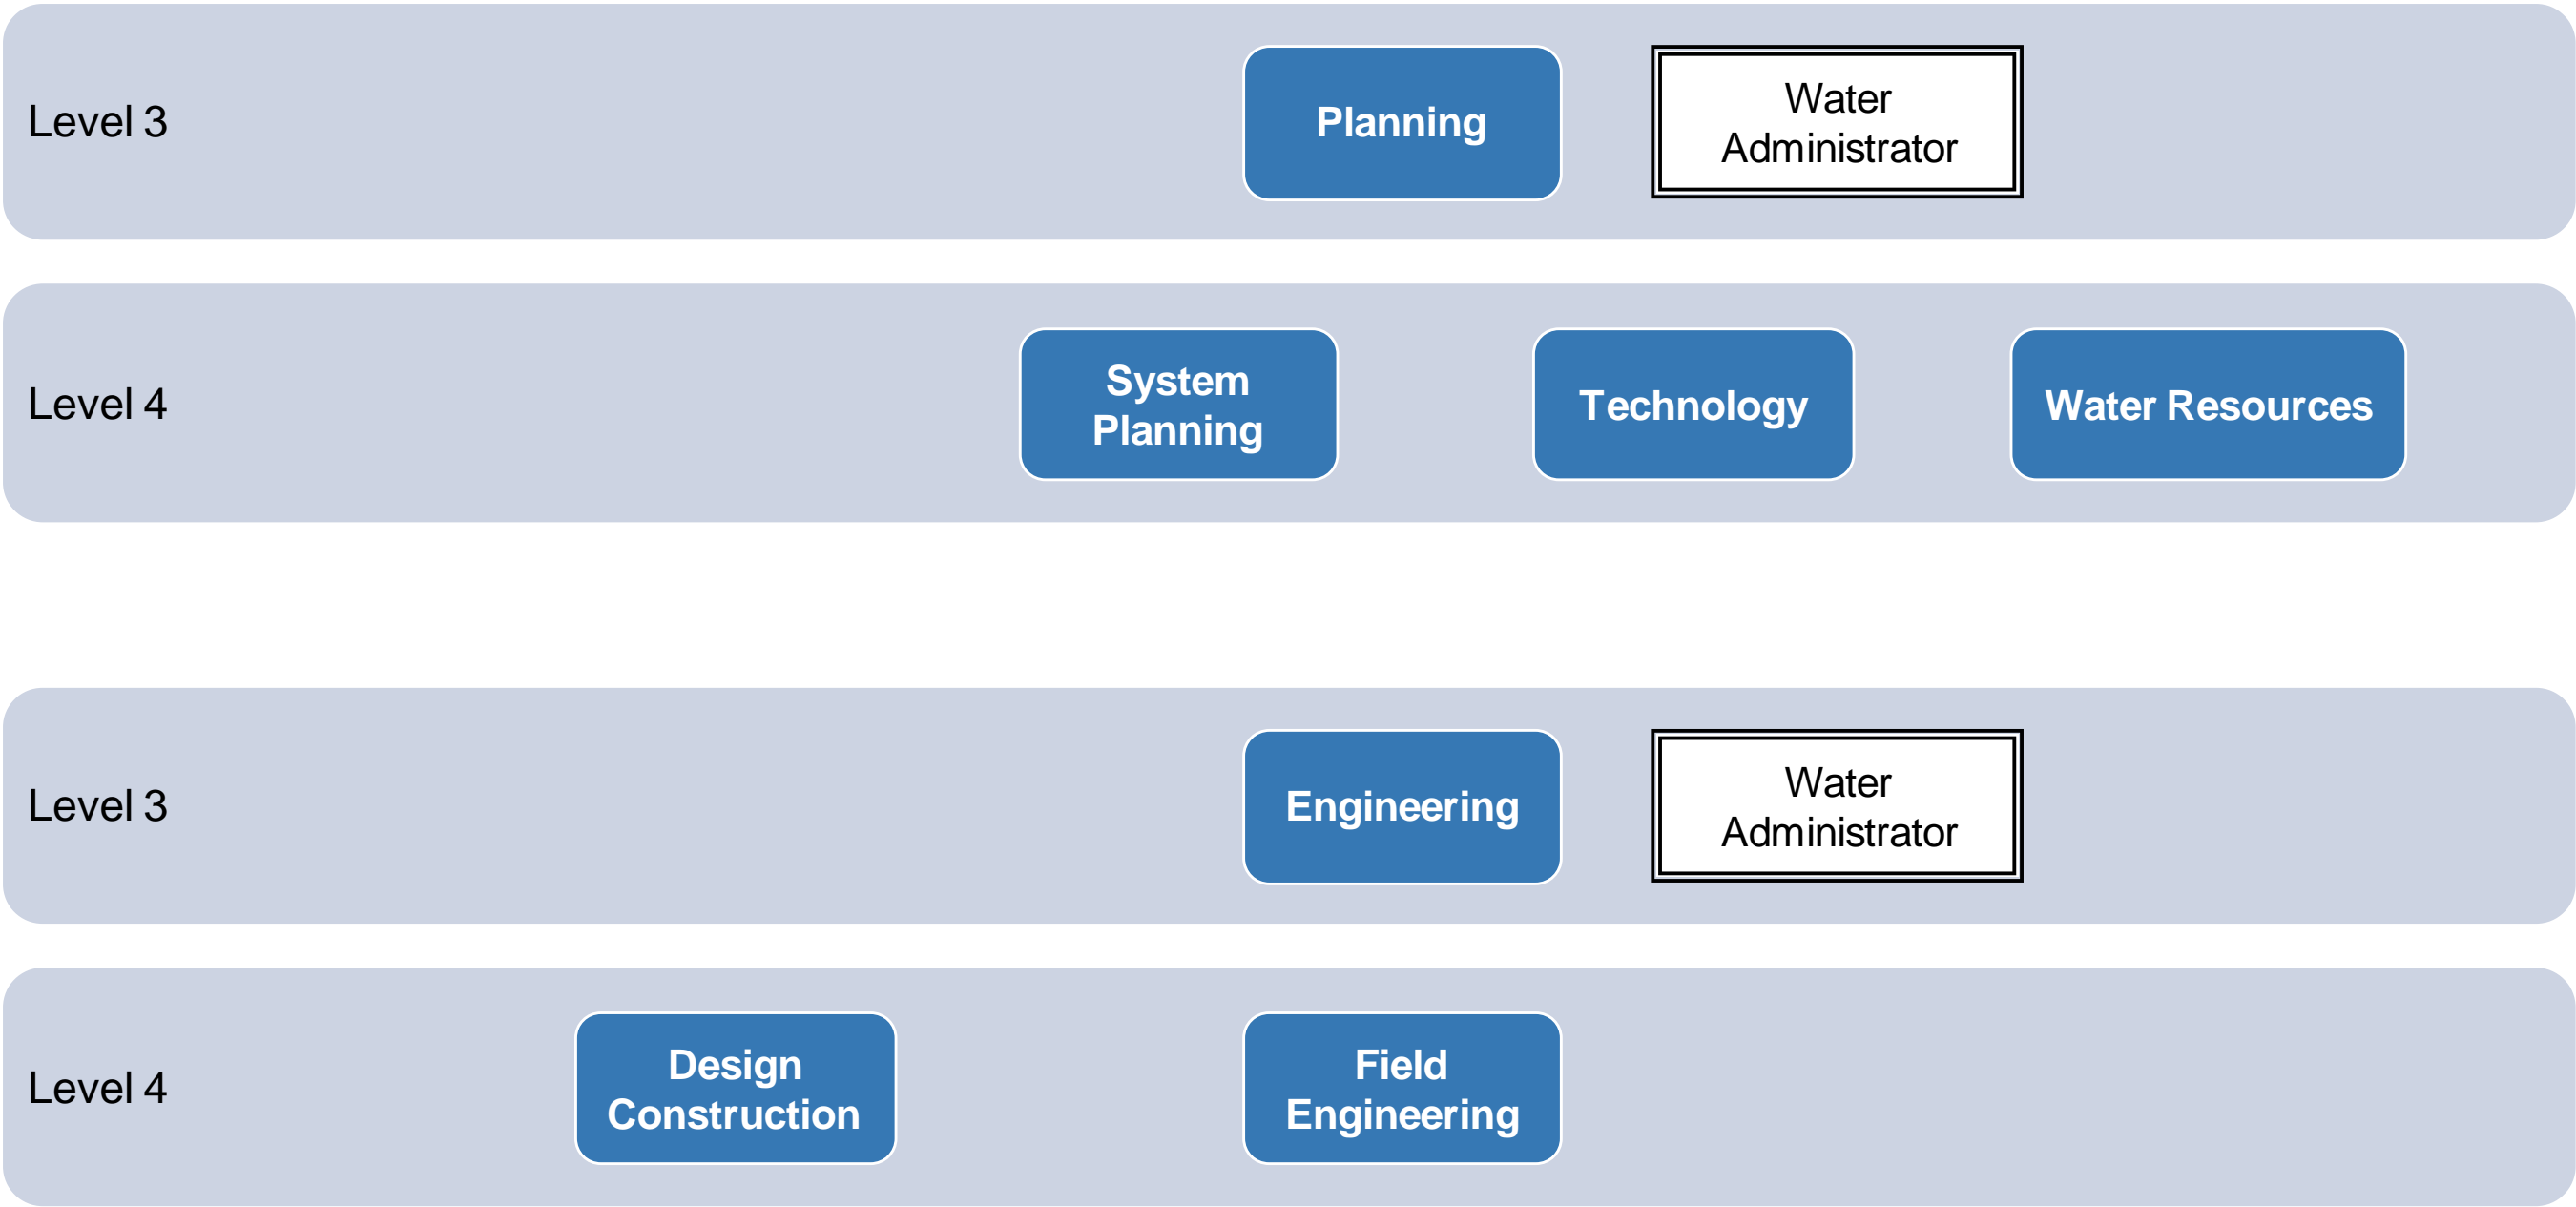 Level 3
Planning
Water
Administrator
Level 4
System
Planning
Technology
Water Resources
Level 3
Engineering
Water
Administrator
Level 4
Design
Construction
Field
Engineering